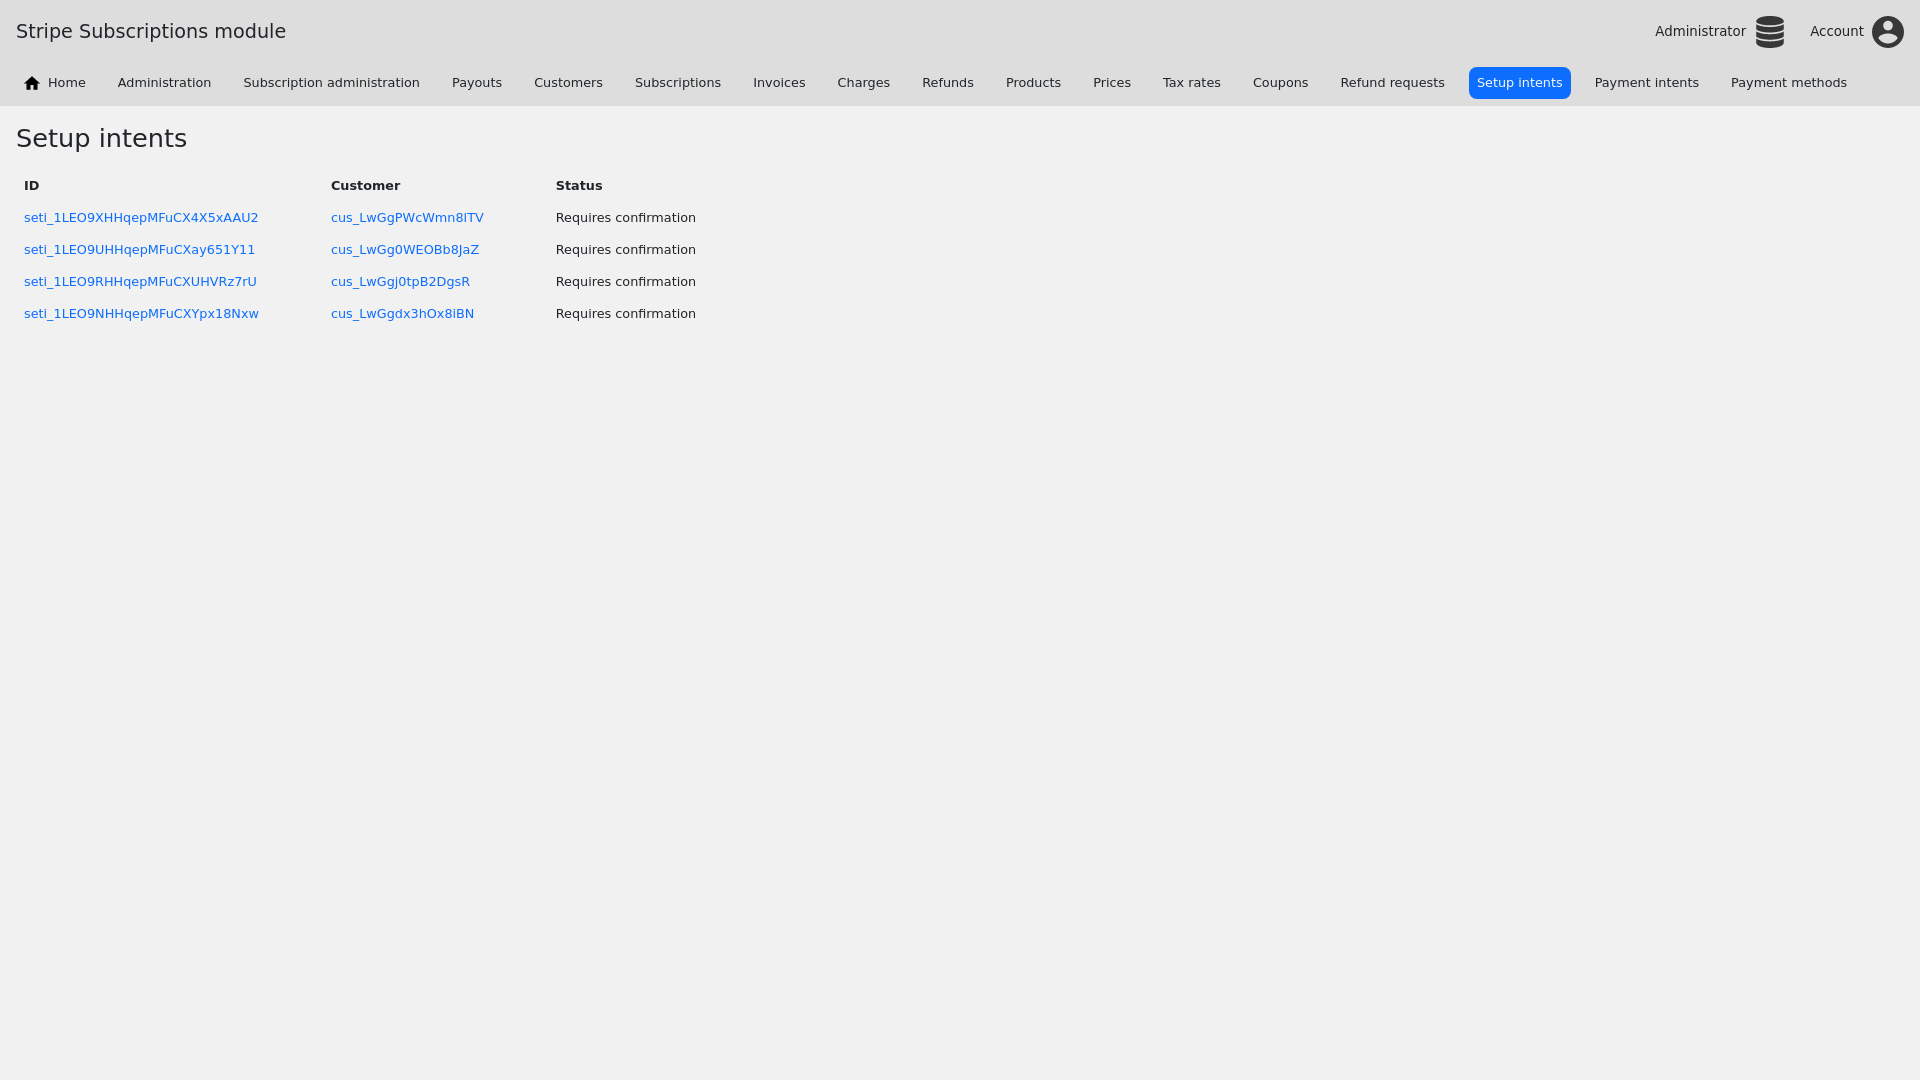 Stripe Subscriptions module
Administrator
Account
Home Administration Subscription administration Payouts Customers Subscriptions Invoices Charges Refunds Products Prices Tax rates Coupons Refund requests Setup intents Payment intents Payment methods
Setup intents
ID Customer Status
seti_1LEO9XHHqepMFuCX4X5xAAU2 cus_LwGgPWcWmn8ITV Requires confirmation
seti_1LEO9UHHqepMFuCXay651Y11 cus_LwGg0WEOBb8JaZ Requires confirmation
seti_1LEO9RHHqepMFuCXUHVRz7rU cus_LwGgj0tpB2DgsR Requires confirmation
seti_1LEO9NHHqepMFuCXYpx18Nxw cus_LwGgdx3hOx8iBN Requires confirmation